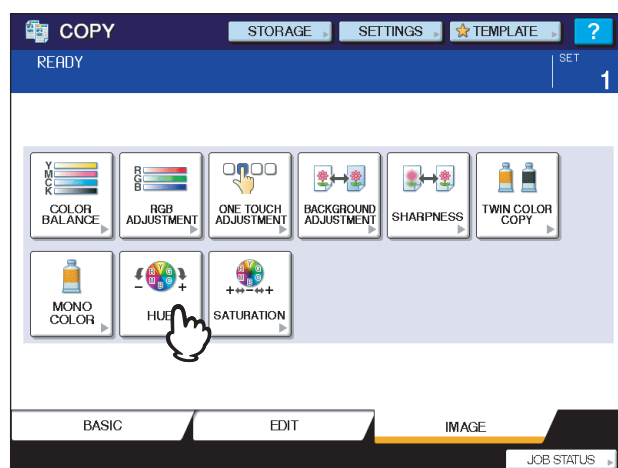 COPY
STORAGE
SETTINGS
TEMPLATE
?
READY
SET
1
Y
M
C
K
COLOR
BALANCE
R
G
B
RGB
ADJUSTMENT
ONE TOUCH
ADJUSTMENT
BACKGROUND
ADJUSTMENT
SHARPNESS
TWIN COLOR
COPY
MONO
COLOR
- +
HUE
+ - +
SATURATION
BASIC
EDIT
IMAGE
JOB STATUS